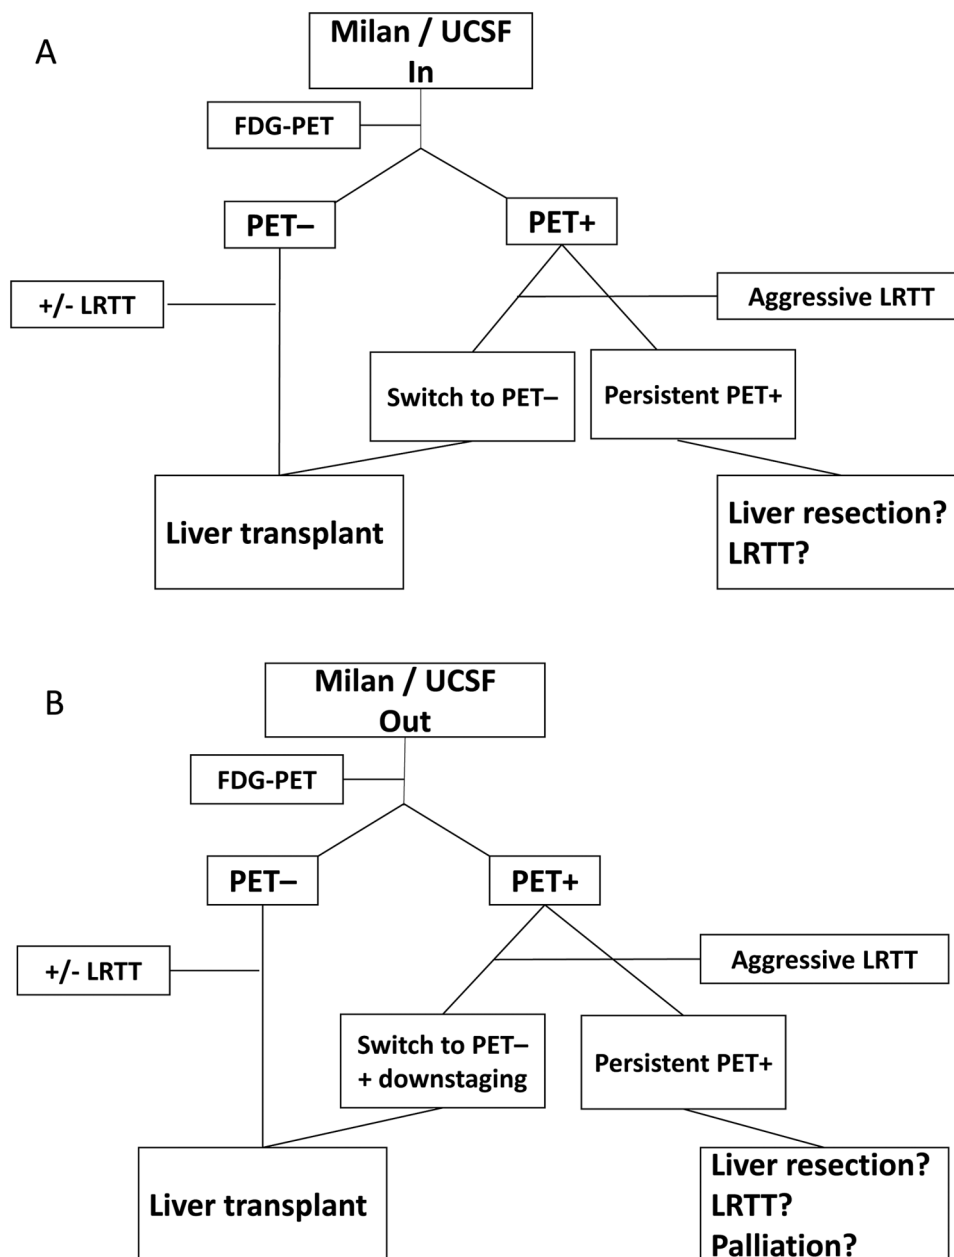 A
Milan / UCSF
In
FDG-PET
PET–
PET+
+/- LRTT
Aggressive LRTT
Switch to PET–
Persistent PET+
Liver transplant
Liver resection?
LRTT?
B
Milan / UCSF
Out
FDG-PET
PET–
PET+
+/- LRTT
Aggressive LRTT
Switch to PET–
+ downstaging
Persistent PET+
Liver transplant
Liver resection?
LRTT?
Palliation?